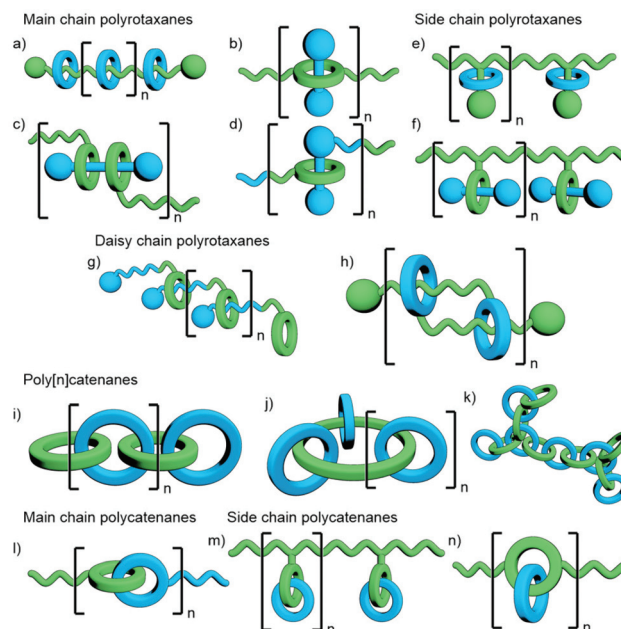 Main chain polyrotaxanes
Side chain polyrotaxanes
a)
n
b)
n
e)
n
c)
n
d)
n
f)
n
Daisy chain polyrotaxanes
g)
n
h)
n
Poly[n]catenanes
i)
n
j)
n
k)
Main chain polycatenanes
Side chain polycatenanes
l)
n
m)
n
n)
n